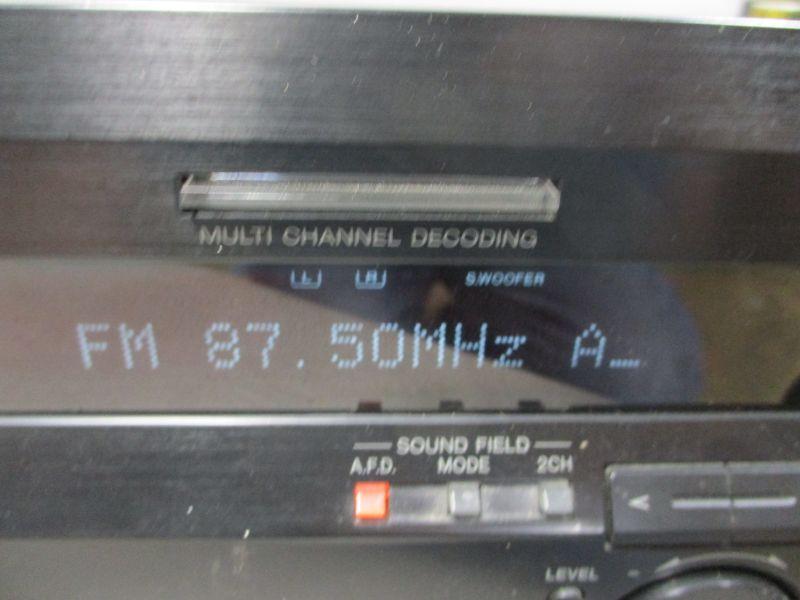 MULTI CHANNEL DECODING
L R S.WOOFER
FM 87.50MHz A_
SOUND FIELD
A.F.D. MODE 2CH
<
LEVEL −